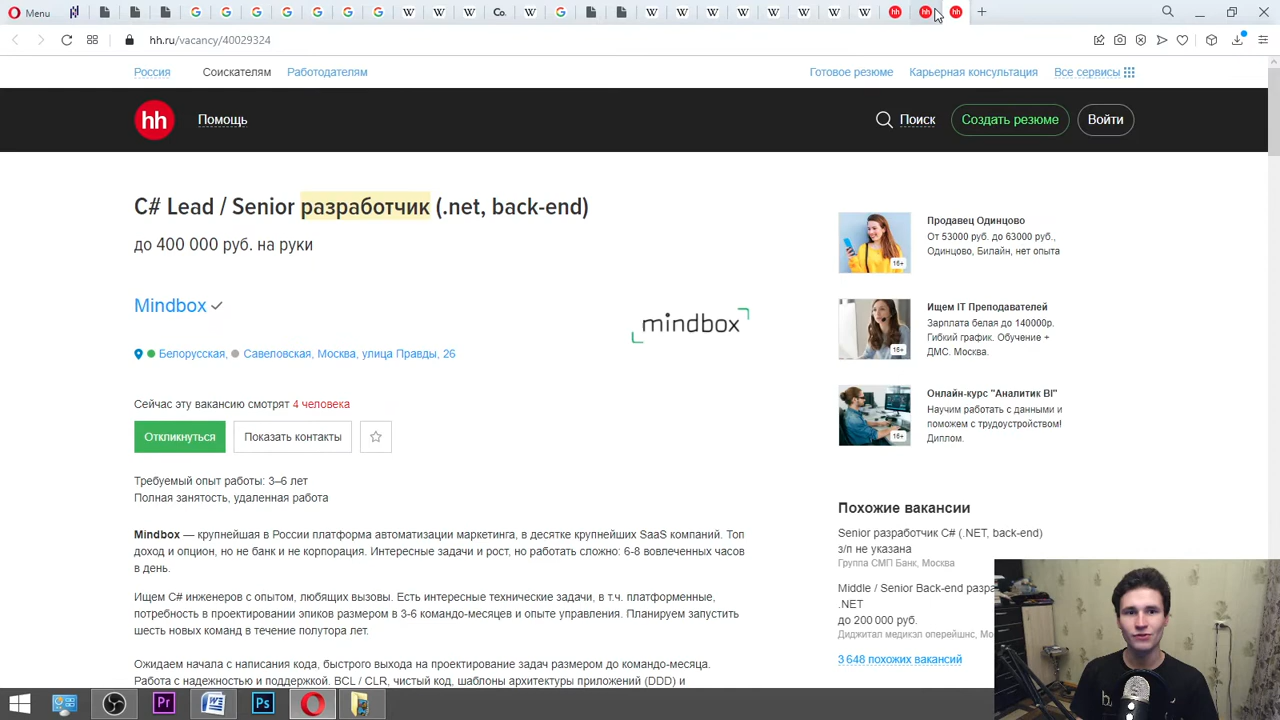 Menu
Co.
hh
hh
hh
hh.ru/vacancy/40029324
Россия
Соискателям
Работодателям
Готовое резюме
Карьерная консультация
Все сервисы
hh
Помощь
Поиск
Создать резюме
Войти
C# Lead / Senior разработчик (.net, back-end)
до 400 000 руб. на руки
Mindbox
mindbox
Белорусская, Савеловская, Москва, улица Правды, 26
Сейчас эту вакансию смотрят 4 человека
Откликнуться
Показать контакты
Требуемый опыт работы: 3–6 лет
Полная занятость, удаленная работа
Mindbox — крупнейшая в России платформа автоматизации маркетинга, в десятке крупнейших SaaS компаний. Топ
доход и опцион, но не банк и не корпорация. Интересные задачи и рост, но работать сложно: 6-8 вовлеченных часов
в день.
Ищем C# инженеров с опытом, любящих вызовы. Есть интересные технические задачи, в т.ч. платформенные,
потребность в проектировании эпиков размером в 3-6 командо-месяцев и опыте управления. Планируем запустить
шесть новых команд в течение полутора лет.
Ожидаем начала с написания кода, быстрого выхода на проектирование задач размером до командо-месяца.
Работа с надежностью и поддержкой. BCL / CLR, чистый код, шаблоны архитектуры приложений (DDD) и
16+
Продавец Одинцово
От 53000 руб. до 63000 руб.,
Одинцово, Билайн, нет опыта
16+
Ищем IT Преподавателей
Зарплата белая до 140000р.
Гибкий график. Обучение +
ДМС. Москва.
16+
Онлайн-курс "Аналитик BI"
Научим работать с данными и
поможем с трудоустройством!
Диплом.
Похожие вакансии
Senior разработчик C# (.NET, back-end)
з/п не указана
Группа СМП Банк, Москва
Middle / Senior Back-end разра
.NET
до 200 000 руб.
Диджитал медикэл оперейшнс, Мо
3 648 похожих вакансий
Pr
W
Ps